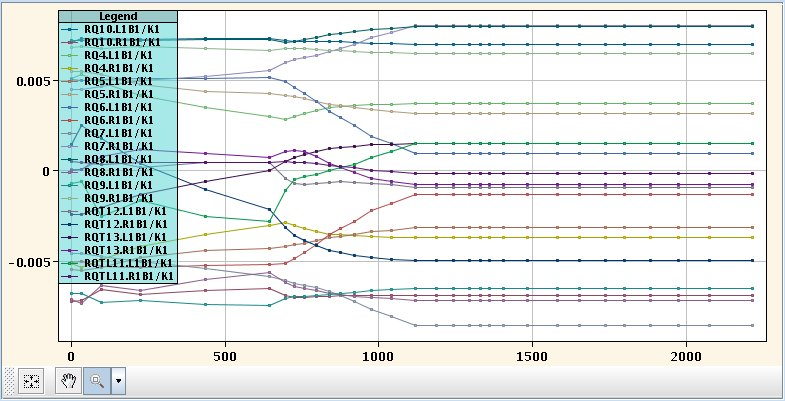 Legend
RQ10.L1B1/K1
RQ10.R1B1/K1
RQ4.L1B1/K1
RQ4.R1B1/K1
RQ5.L1B1/K1
RQ5.R1B1/K1
RQ6.L1B1/K1
RQ6.R1B1/K1
RQ7.L1B1/K1
RQ7.R1B1/K1
RQ8.L1B1/K1
RQ8.R1B1/K1
RQ9.L1B1/K1
RQ9.R1B1/K1
RQT12.L1B1/K1
RQT12.R1B1/K1
RQT13.L1B1/K1
RQT13.R1B1/K1
RQTL11.L1B1/K1
RQTL11.R1B1/K1
0.005
0
-0.005
0 500 1000 1500 2000